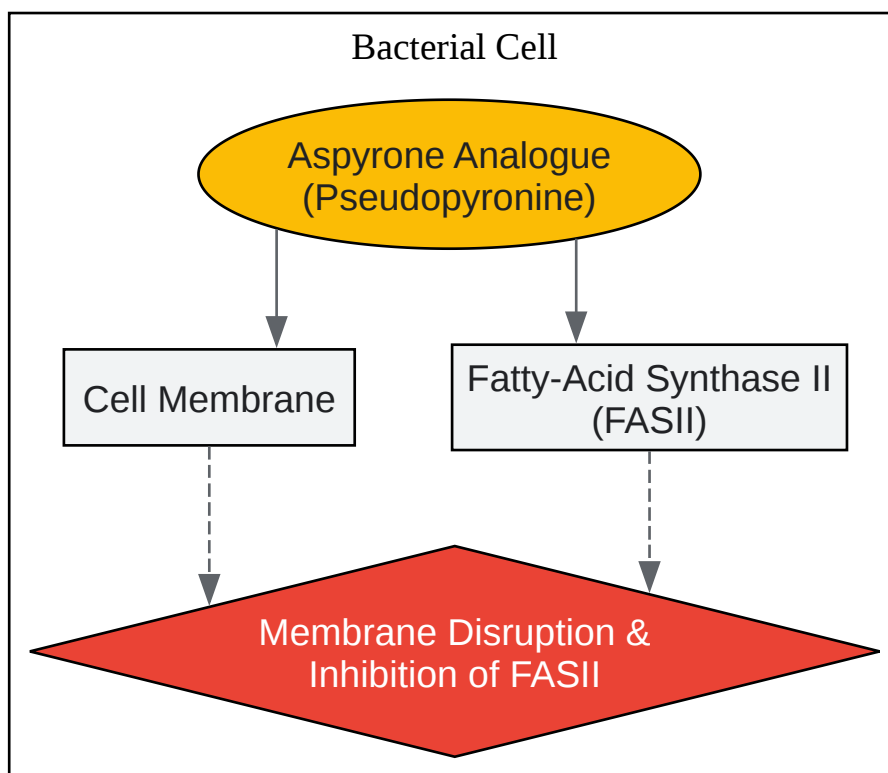 Bacterial Cell
Aspyrone Analogue
(Pseudopyronine)
Cell Membrane
Fatty-Acid Synthase II
(FASII)
Membrane Disruption &
Inhibition of FASII